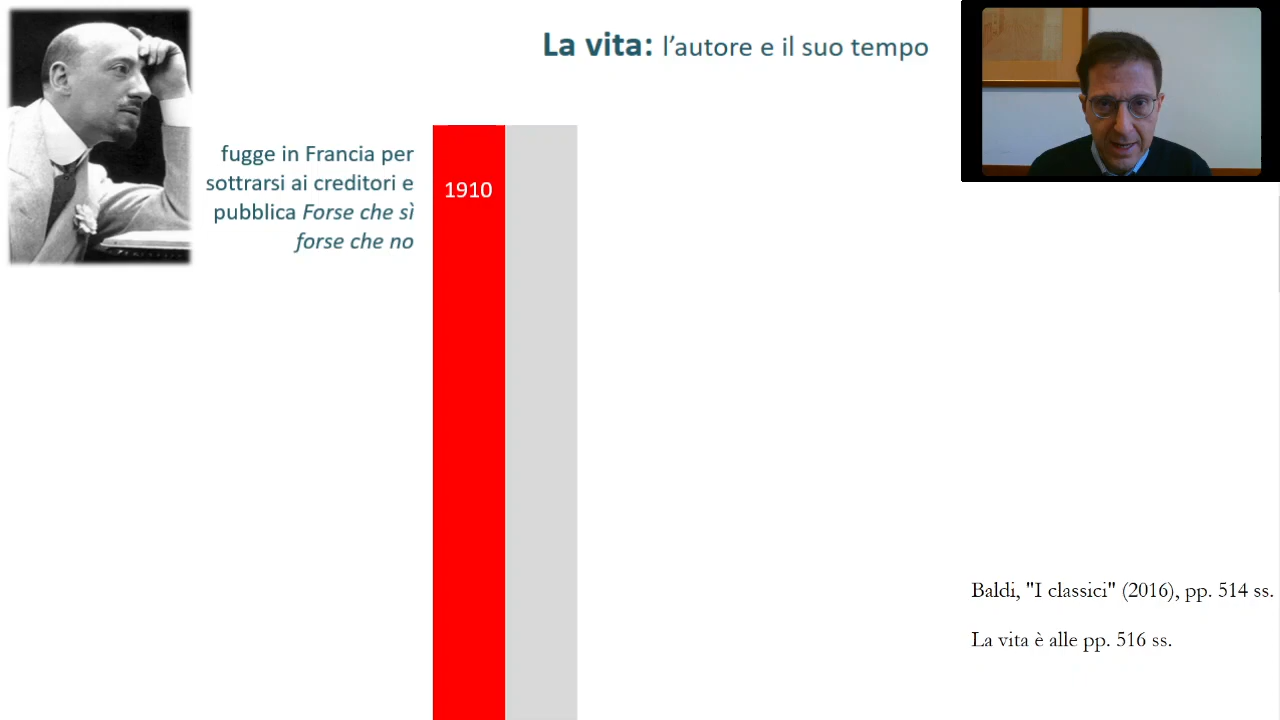 La vita: l’autore e il suo tempo
fugge in Francia per
sottrarsi ai creditori e
pubblica Forse che sì
forse che no
1910
Baldi, "I classici" (2016), pp. 514 ss.
La vita è alle pp. 516 ss.